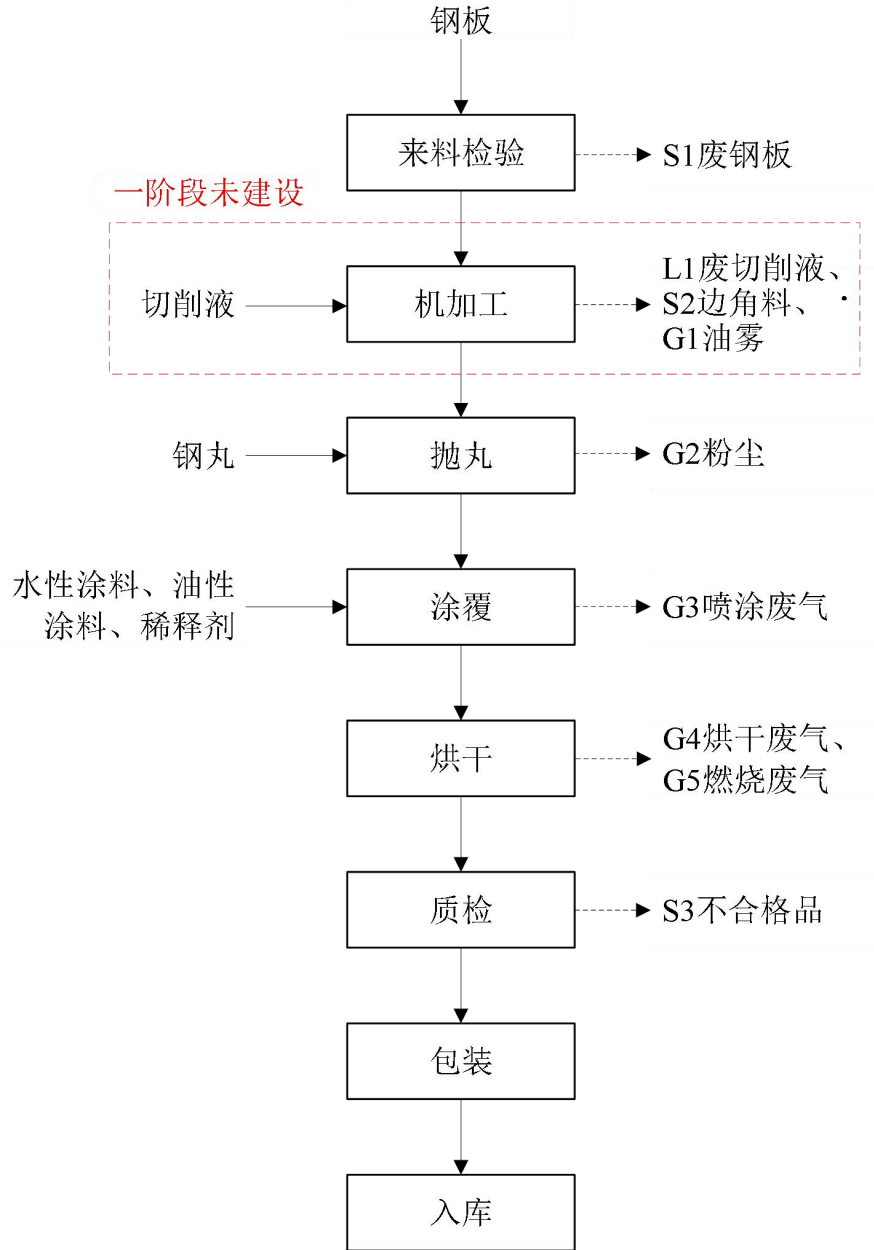 钢板
来料检验
S1废钢板
一阶段未建设
切削液
机加工
L1废切削液、
S2边角料、
G1油雾
钢丸
抛丸
G2粉尘
水性涂料、油性
涂料、稀释剂
涂覆
G3喷涂废气
烘干
G4烘干废气、
G5燃烧废气
质检
S3不合格品
包装
入库